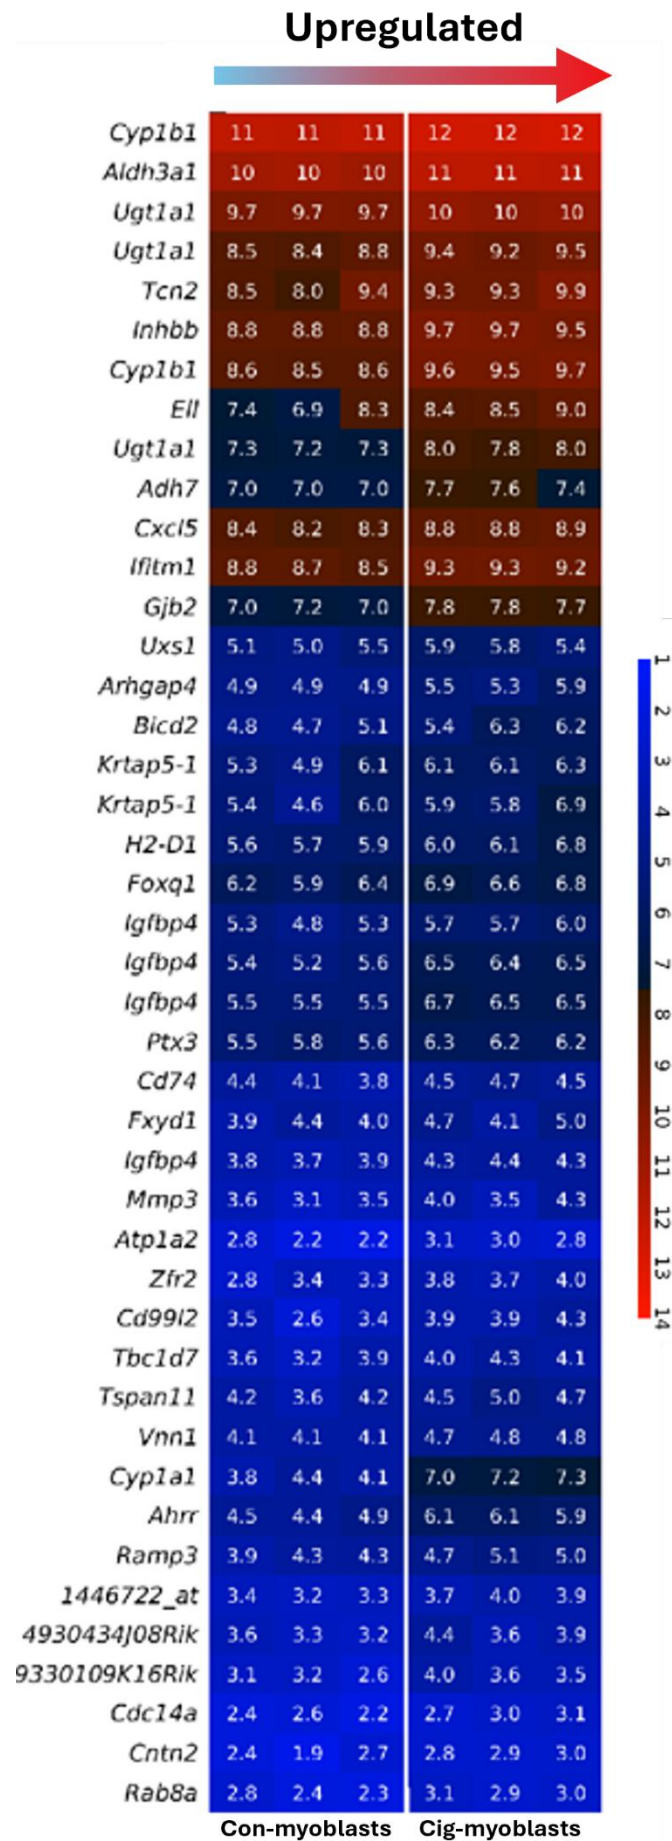 Upregulated
Cyp1b1 11 11 11 12 12 12
Aldh3a1 10 10 10 11 11 11
Ugt1a1 9.7 9.7 9.7 10 10 10
Ugt1a1 8.5 8.4 8.8 9.4 9.2 9.5
Tcn2 8.5 8.0 9.4 9.3 9.3 9.9
Inhbb 8.8 8.8 8.8 9.7 9.7 9.5
Cyp1b1 8.6 8.5 8.6 9.6 9.5 9.7
Ell 7.4 6.9 8.3 8.4 8.5 9.0
Ugt1a1 7.3 7.2 7.3 8.0 7.8 8.0
Adh7 7.0 7.0 7.0 7.7 7.6 7.4
Cxcl5 8.4 8.2 8.3 8.8 8.8 8.9
Ifitm1 8.8 8.7 8.5 9.3 9.3 9.2
Gjb2 7.0 7.2 7.0 7.8 7.8 7.7
Uxs1 5.1 5.0 5.5 5.9 5.8 5.4
Arhgap4 4.9 4.9 4.9 5.5 5.3 5.9
Bicd2 4.8 4.7 5.1 5.4 6.3 6.2
Krtap5-1 5.3 4.9 6.1 6.1 6.1 6.3
Krtap5-1 5.4 4.6 6.0 5.9 5.8 6.9
H2-D1 5.6 5.7 5.9 6.0 6.1 6.8
Foxq1 6.2 5.9 6.4 6.9 6.6 6.8
Igfbp4 5.3 4.8 5.3 5.7 5.7 6.0
Igfbp4 5.4 5.2 5.6 6.5 6.4 6.5
Igfbp4 5.5 5.5 5.5 6.7 6.5 6.5
Ptx3 5.5 5.8 5.6 6.3 6.2 6.2
Cd74 4.4 4.1 3.8 4.5 4.7 4.5
Fxyd1 3.9 4.4 4.0 4.7 4.1 5.0
Igfbp4 3.8 3.7 3.9 4.3 4.4 4.3
Mmp3 3.6 3.1 3.5 4.0 3.5 4.3
Atp1a2 2.8 2.2 2.2 3.1 3.0 2.8
Zfr2 2.8 3.4 3.3 3.8 3.7 4.0
Cd99l2 3.5 2.6 3.4 3.9 3.9 4.3
Tbc1d7 3.6 3.2 3.9 4.0 4.3 4.1
Tspan11 4.2 3.6 4.2 4.5 5.0 4.7
Vnn1 4.1 4.1 4.1 4.7 4.8 4.8
Cyp1a1 3.8 4.4 4.1 7.0 7.2 7.3
Ahrr 4.5 4.4 4.9 6.1 6.1 5.9
Ramp3 3.9 4.3 4.3 4.7 5.1 5.0
1446722_at 3.4 3.2 3.3 3.7 4.0 3.9
4930434J08Rik 3.6 3.3 3.2 4.4 3.6 3.9
9330109K16Rik 3.1 3.2 2.6 4.0 3.6 3.5
Cdc14a 2.4 2.6 2.2 2.7 3.0 3.1
Cntn2 2.4 1.9 2.7 2.8 2.9 3.0
Rab8a 2.8 2.4 2.3 3.1 2.9 3.0
Con-myoblasts Cig-myoblasts
1 2 3 4 5 6 7 8 9 10 11 12 13 14